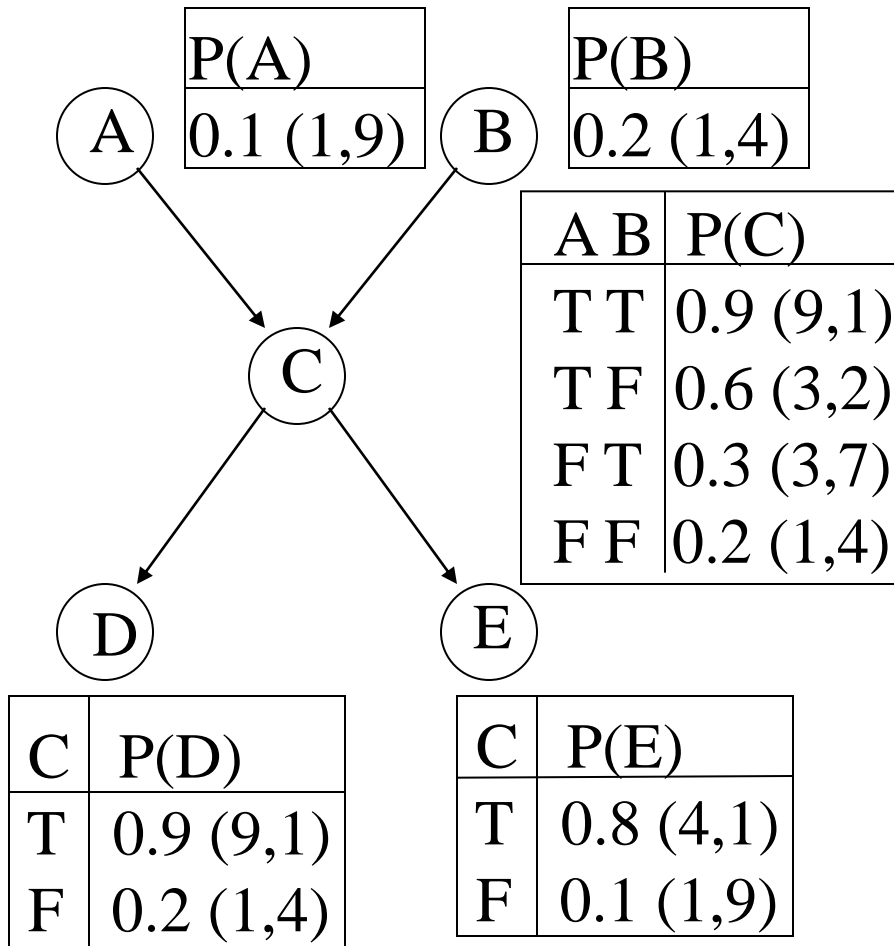 P(A)
0.1 (1,9)
P(B)
0.2 (1,4)
A
B
A B P(C)
T T 0.9 (9,1)
T F 0.6 (3,2)
F T 0.3 (3,7)
F F 0.2 (1,4)
C
D
E
C P(D)
T 0.9 (9,1)
F 0.2 (1,4)
C P(E)
T 0.8 (4,1)
F 0.1 (1,9)